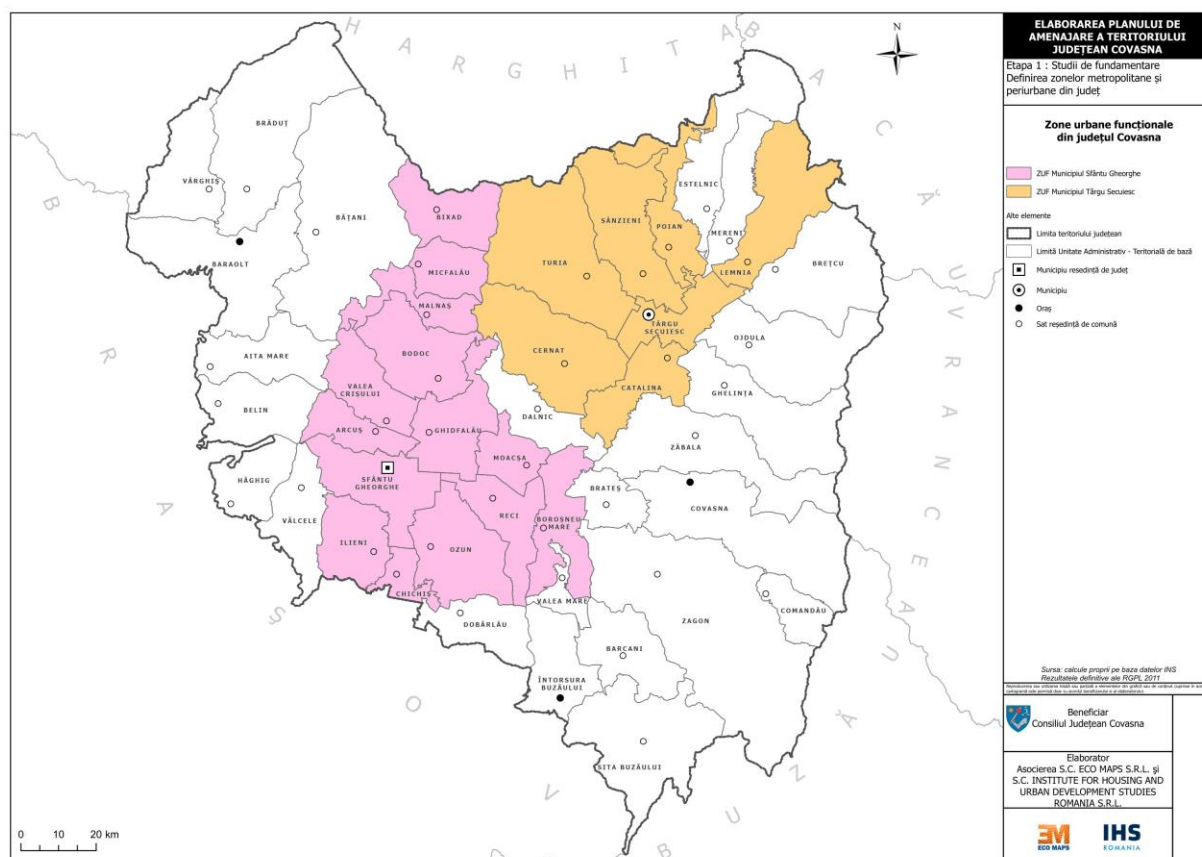 HARGHITA
BACĂU
VRANCEA
BUZĂU
BRAȘOV
N
BRĂDUȚ
VÂRGHIȘ
BĂȚANI
BARAOLT
BIXAD
MICFALĂU
MALNAȘ
BODOC
AITA MARE
BELIN
VALEA
CRIȘULUI
ARCUȘ
GHIDFALĂU
SFÂNTU
GHEORGHE
HĂGHIG
VÂLCELE
ILIENI
CHICHIȘ
OZUN
RECI
MOACȘA
BOROȘNEU
MARE
DOBÂRLĂU
VALEA MARE
ÎNTORSURA
BUZĂULUI
BARCANI
SITA BUZĂULUI
ZAGON
COMANDĂU
COVASNA
BRATEȘ
ZĂBALA
GHELINȚA
OJDULA
BREȚCU
DALNIC
CERNAT
CATALINA
TÂRGU
SECUIESC
TURIA
SÂNZIENI
POIAN
ESTELNIC
MERENI
LEMNIA
0 10 20 km
ELABORAREA PLANULUI DE
AMENAJARE A TERITORIULUI
JUDEȚEAN COVASNA
Etapa 1 : Studii de fundamentare
Definirea zonelor metropolitane și
periurbane din județ
Zone urbane funcționale
din județul Covasna
ZUF Municipiul Sfântu Gheorghe
ZUF Municipiul Târgu Secuiesc
Alte elemente
Limita teritoriului județean
Limită Unitate Administrativ - Teritorială de bază
Municipiu resedință de județ
Municipiu
Oraș
Sat reședință de comună
Sursa: calcule proprii pe baza datelor INS
Rezultatele definitive ale RGPL 2011
Beneficiar
Consiliul Județean Covasna
Elaborator
Asocierea S.C. ECO MAPS S.R.L. și
S.C. INSTITUTE FOR HOUSING AND
URBAN DEVELOPMENT STUDIES
ROMANIA S.R.L.
ECO MAPS
IHS
ROMANIA